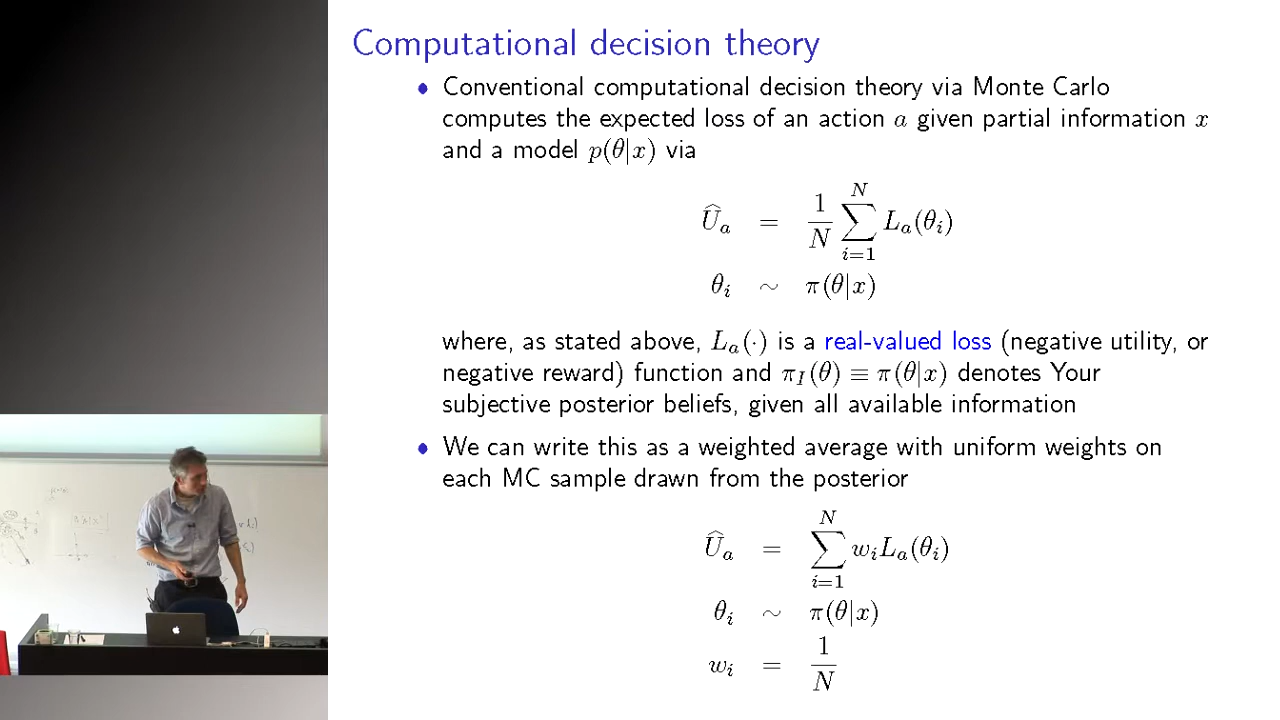 Computational decision theory
• Conventional computational decision theory via Monte Carlo
computes the expected loss of an action a given partial information x
and a model p(θ|x) via
Û_a = 1/N ∑_{i=1}^{N} L_a(θ_i)
θ_i ∼ π(θ|x)
where, as stated above, L_a(·) is a real-valued loss (negative utility, or
negative reward) function and π_I(θ) ≡ π(θ|x) denotes Your
subjective posterior beliefs, given all available information
• We can write this as a weighted average with uniform weights on
each MC sample drawn from the posterior
Û_a = ∑_{i=1}^{N} w_i L_a(θ_i)
θ_i ∼ π(θ|x)
w_i = 1/N